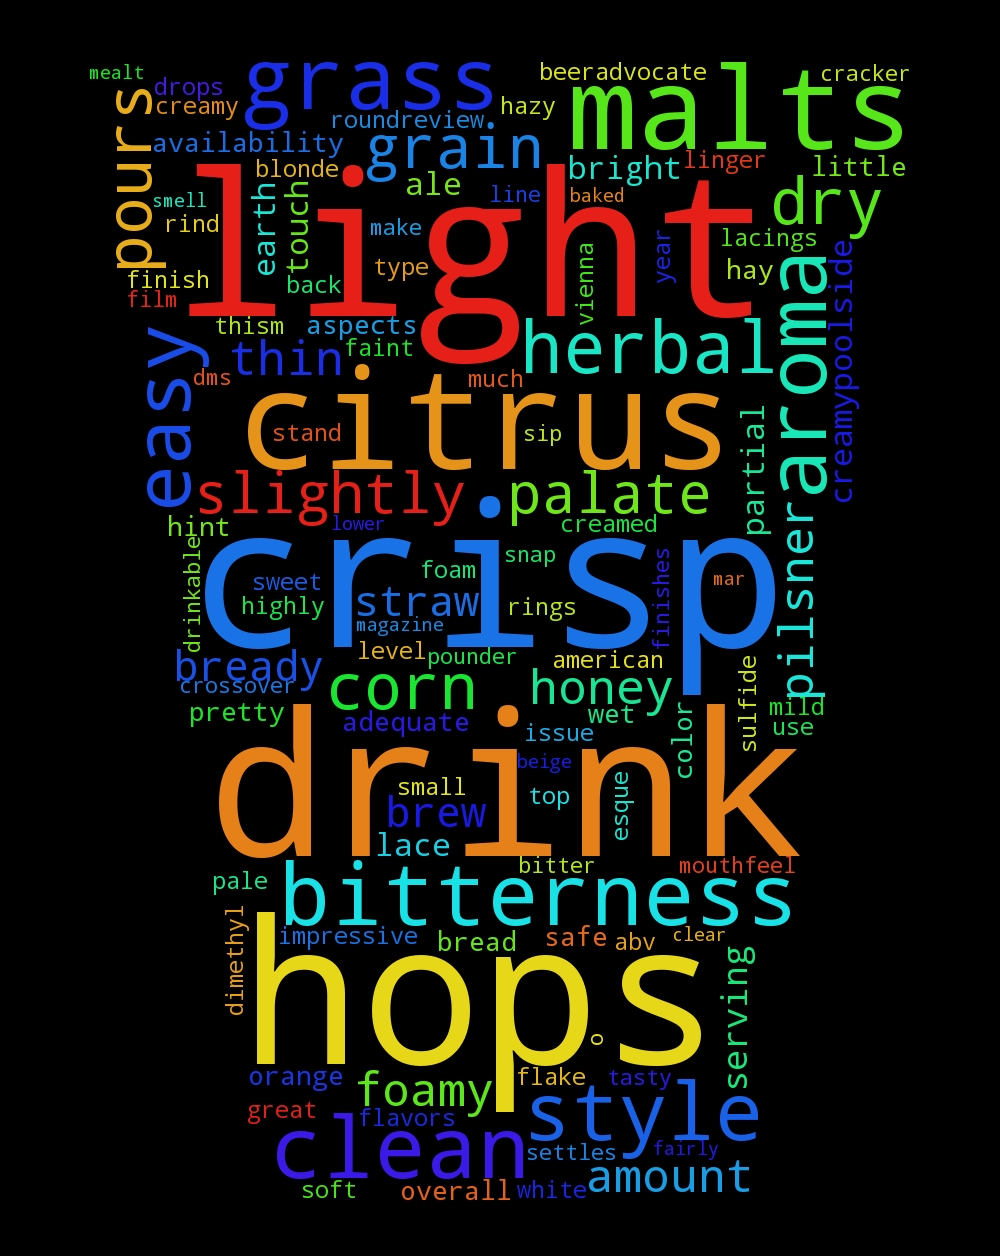 mealt
drops
creamy
pours
grass
roundreview
hazy
beeradvocate
malts
cracker
availability
grain
blonde
ale
line
bright
linger
baked
little
dry
smell
rind
earth
touch
light
make
type
year
lacings
hay
finish
film
back
vienna
creamypoolside
aroma
thism
aspects
thin
faint
herbal
easy
dms
much
citrus
stand
sip
partial
slightly
palate
hint
lower
creamed
pilsner
drinkable
crisp
foam
snap
sweet
highly
straw
rings
finishes
mar
magazine
level
pounder
american
bready
crossover
corn
honey
sulfide
mild
pretty
adequate
wet
color
use
issue
drink
beige
small
top
esque
brew
lace
bitter
mouthfeel
pale
bitterness
dimethyl
impressive
bread
safe
abv
clear
hops
serving
o
orange
foamy
flake
tasty
great
flavors
style
clean
settles
fairly
soft
overall
white
amount